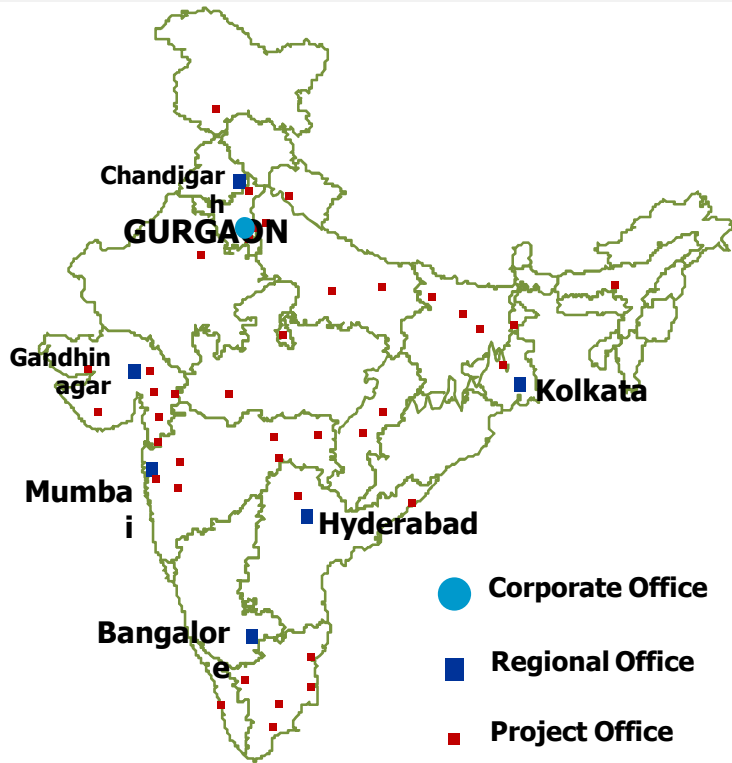 Chandigar
h
GURGAON
Gandhin
agar
Kolkata
Mumba
i
Hyderabad
Corporate Office
Bangalor
e
Regional Office
Project Office